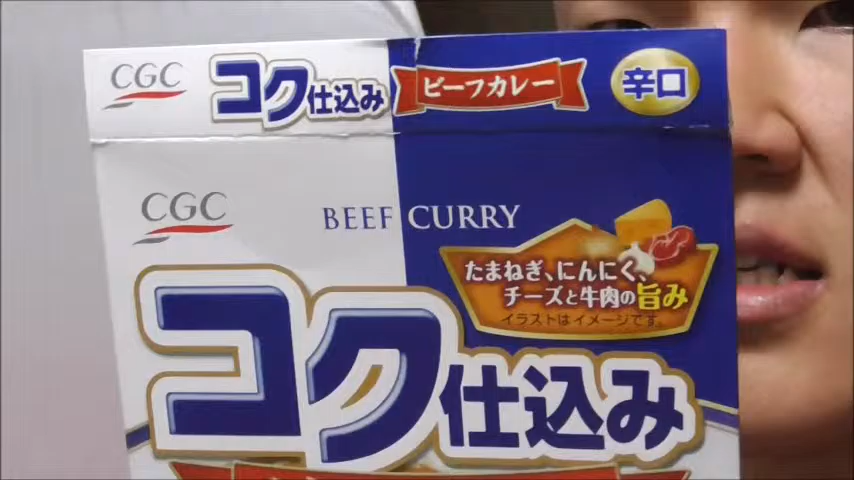 CGC
コク仕込み
ビーフカレー
辛口
CGC
BEEF CURRY
たまねぎ、にんにく、
チーズと牛肉の旨み
イラストはイメージです。
コク仕込み